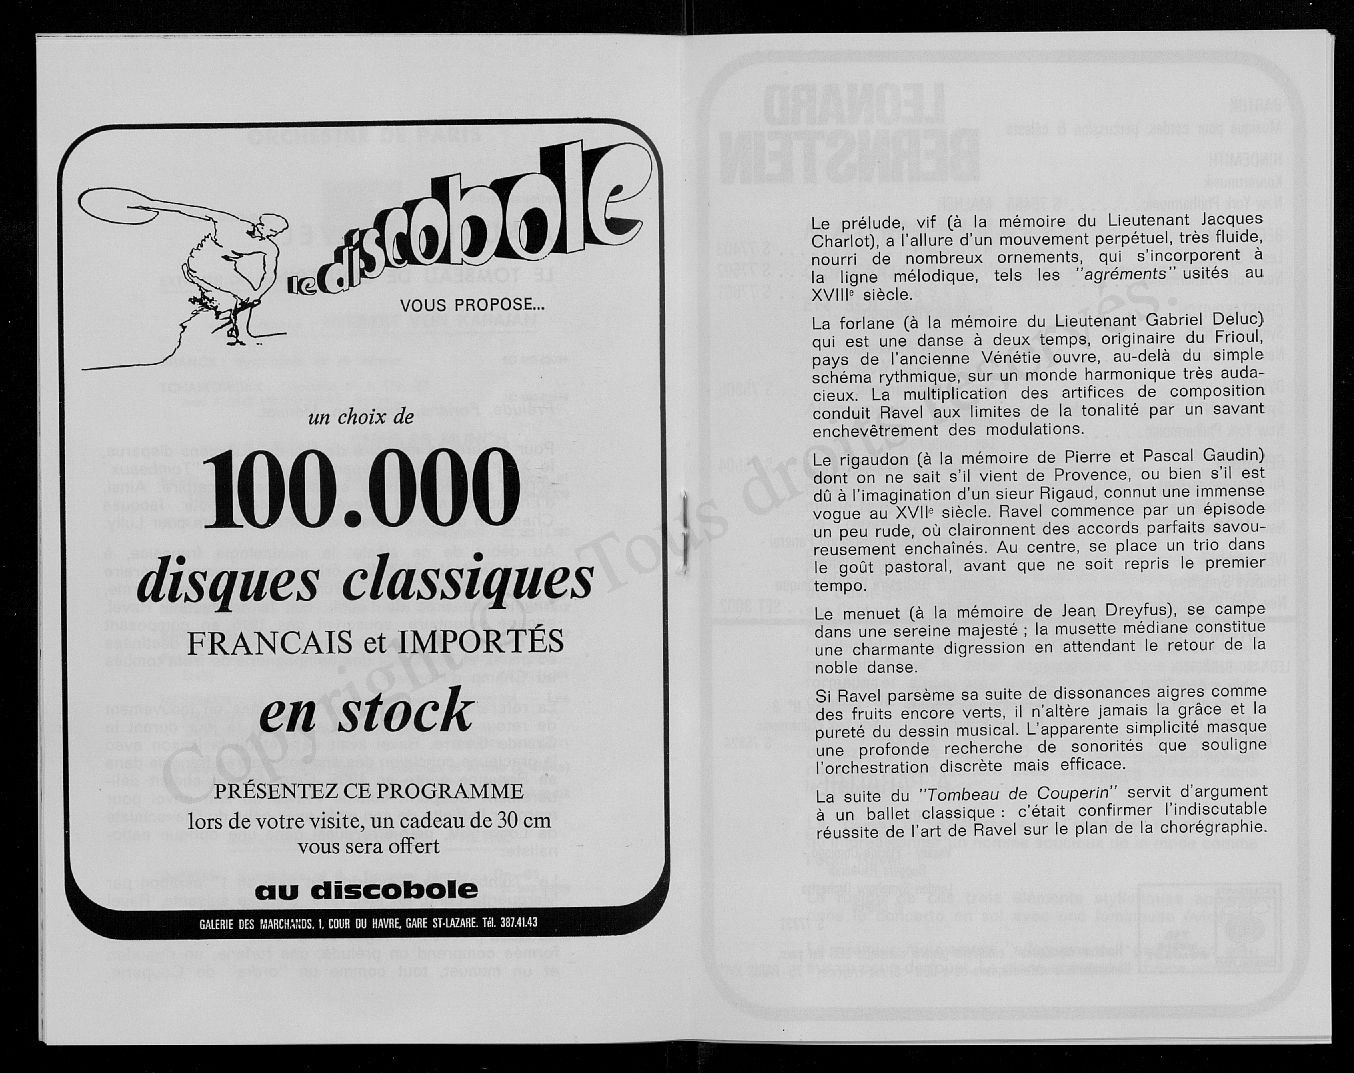 le discobole
VOUS PROPOSE...
un choix de
100.000
disques classiques
FRANCAIS et IMPORTÉS
en stock
PRÉSENTEZ CE PROGRAMME
lors de votre visite, un cadeau de 30 cm
vous sera offert
au discobole
GALERIE DES MARCHANDS, 1, COUR DU HAVRE, GARE ST-LAZARE. Tél. 387.41.43
Le prélude, vif (à la mémoire du Lieutenant Jacques
Charlot), a l'allure d'un mouvement perpétuel, très fluide,
nourri de nombreux ornements, qui s'incorporent à
la ligne mélodique, tels les "agréments" usités au
XVIIIe siècle.
La forlane (à la mémoire du Lieutenant Gabriel Deluc)
qui est une danse à deux temps, originaire du Frioul,
pays de l'ancienne Vénétie ouvre, au-delà du simple
schéma rythmique, sur un monde harmonique très auda-
cieux. La multiplication des artifices de composition
conduit Ravel aux limites de la tonalité par un savant
enchevêtrement des modulations.
Le rigaudon (à la mémoire de Pierre et Pascal Gaudin)
dont on ne sait s'il vient de Provence, ou bien s'il est
dû à l'imagination d'un sieur Rigaud, connut une immense
vogue au XVIIe siècle. Ravel commence par un épisode
un peu rude, où claironnent des accords parfaits savou-
reusement enchaînés. Au centre, se place un trio dans
le goût pastoral, avant que ne soit repris le premier
tempo.
Le menuet (à la mémoire de Jean Dreyfus), se campe
dans une sereine majesté ; la musette médiane constitue
une charmante digression en attendant le retour de la
noble danse.
Si Ravel parsème sa suite de dissonances aigres comme
des fruits encore verts, il n'altère jamais la grâce et la
pureté du dessin musical. L'apparente simplicité masque
une profonde recherche de sonorités que souligne
l'orchestration discrète mais efficace.
La suite du "Tombeau de Couperin" servit d'argument
à un ballet classique : c'était confirmer l'indiscutable
réussite de l'art de Ravel sur le plan de la chorégraphie.
Copyright © Tous droits réservés.